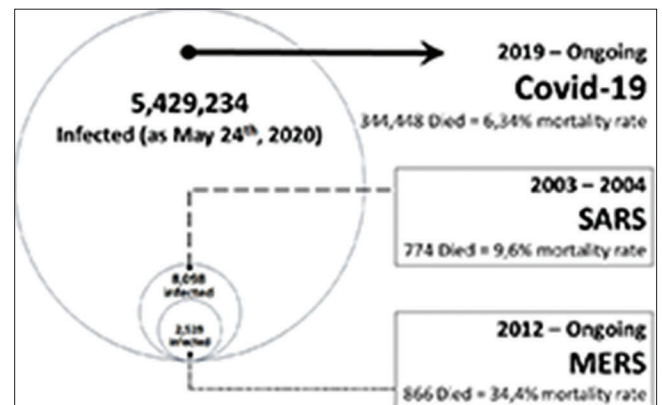 5,429,234
Infected (as May 24th, 2020)
2019 – Ongoing
Covid-19
344,448 Died = 6,34% mortality rate
2003 – 2004
SARS
774 Died = 9,6% mortality rate
8,098
infected
infected
2012 – Ongoing
MERS
866 Died = 34,4% mortality rate